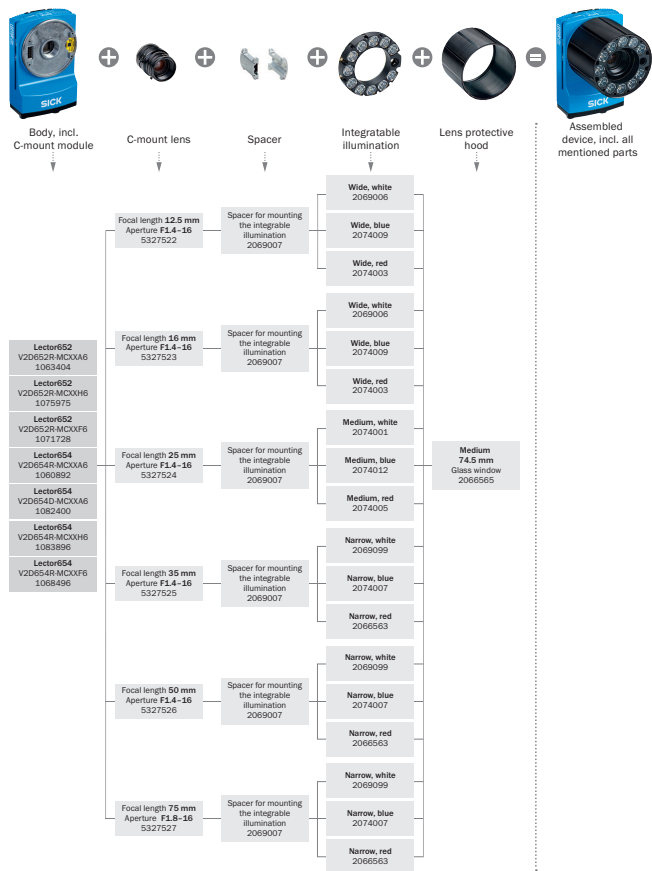 SICK
SICK
Body, incl.
C-mount module
C-mount lens
Spacer
Integratable
illumination
Lens protective
hood
Assembled
device, incl. all
mentioned parts
Lector652
V2D652R-MCXXA6
1063404
Lector652
V2D652R-MCXXH6
1075975
Lector652
V2D652R-MCXXF6
1071728
Lector654
V2D654R-MCXXA6
1060892
Lector654
V2D654D-MCXXA6
1082400
Lector654
V2D654R-MCXXH6
1083896
Lector654
V2D654R-MCXXF6
1068496
Focal length 12.5 mm
Aperture F1.4–16
5327522
Spacer for mounting
the integrable
illumination
2069007
Wide, white
2069006
Wide, blue
2074009
Wide, red
2074003
Focal length 16 mm
Aperture F1.4–16
5327523
Spacer for mounting
the integrable
illumination
2069007
Wide, white
2069006
Wide, blue
2074009
Wide, red
2074003
Focal length 25 mm
Aperture F1.4–16
5327524
Spacer for mounting
the integrable
illumination
2069007
Medium, white
2074001
Medium, blue
2074012
Medium, red
2074005
Focal length 35 mm
Aperture F1.4–16
5327525
Spacer for mounting
the integrable
illumination
2069007
Narrow, white
2069099
Narrow, blue
2074007
Narrow, red
2066563
Focal length 50 mm
Aperture F1.4–16
5327526
Spacer for mounting
the integrable
illumination
2069007
Narrow, white
2069099
Narrow, blue
2074007
Narrow, red
2066563
Focal length 75 mm
Aperture F1.8–16
5327527
Spacer for mounting
the integrable
illumination
2069007
Narrow, white
2069099
Narrow, blue
2074007
Narrow, red
2066563
Medium
74.5 mm
Glass window
2066565